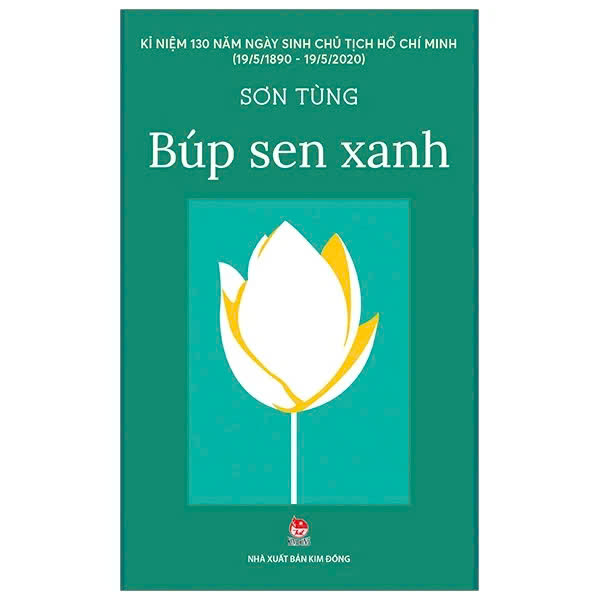 KỈ NIỆM 130 NĂM NGÀY SINH CHỦ TỊCH HỒ CHÍ MINH
(19/5/1890 - 19/5/2020)
SƠN TÙNG
Búp sen xanh
NHÀ XUẤT BẢN KIM ĐỒNG